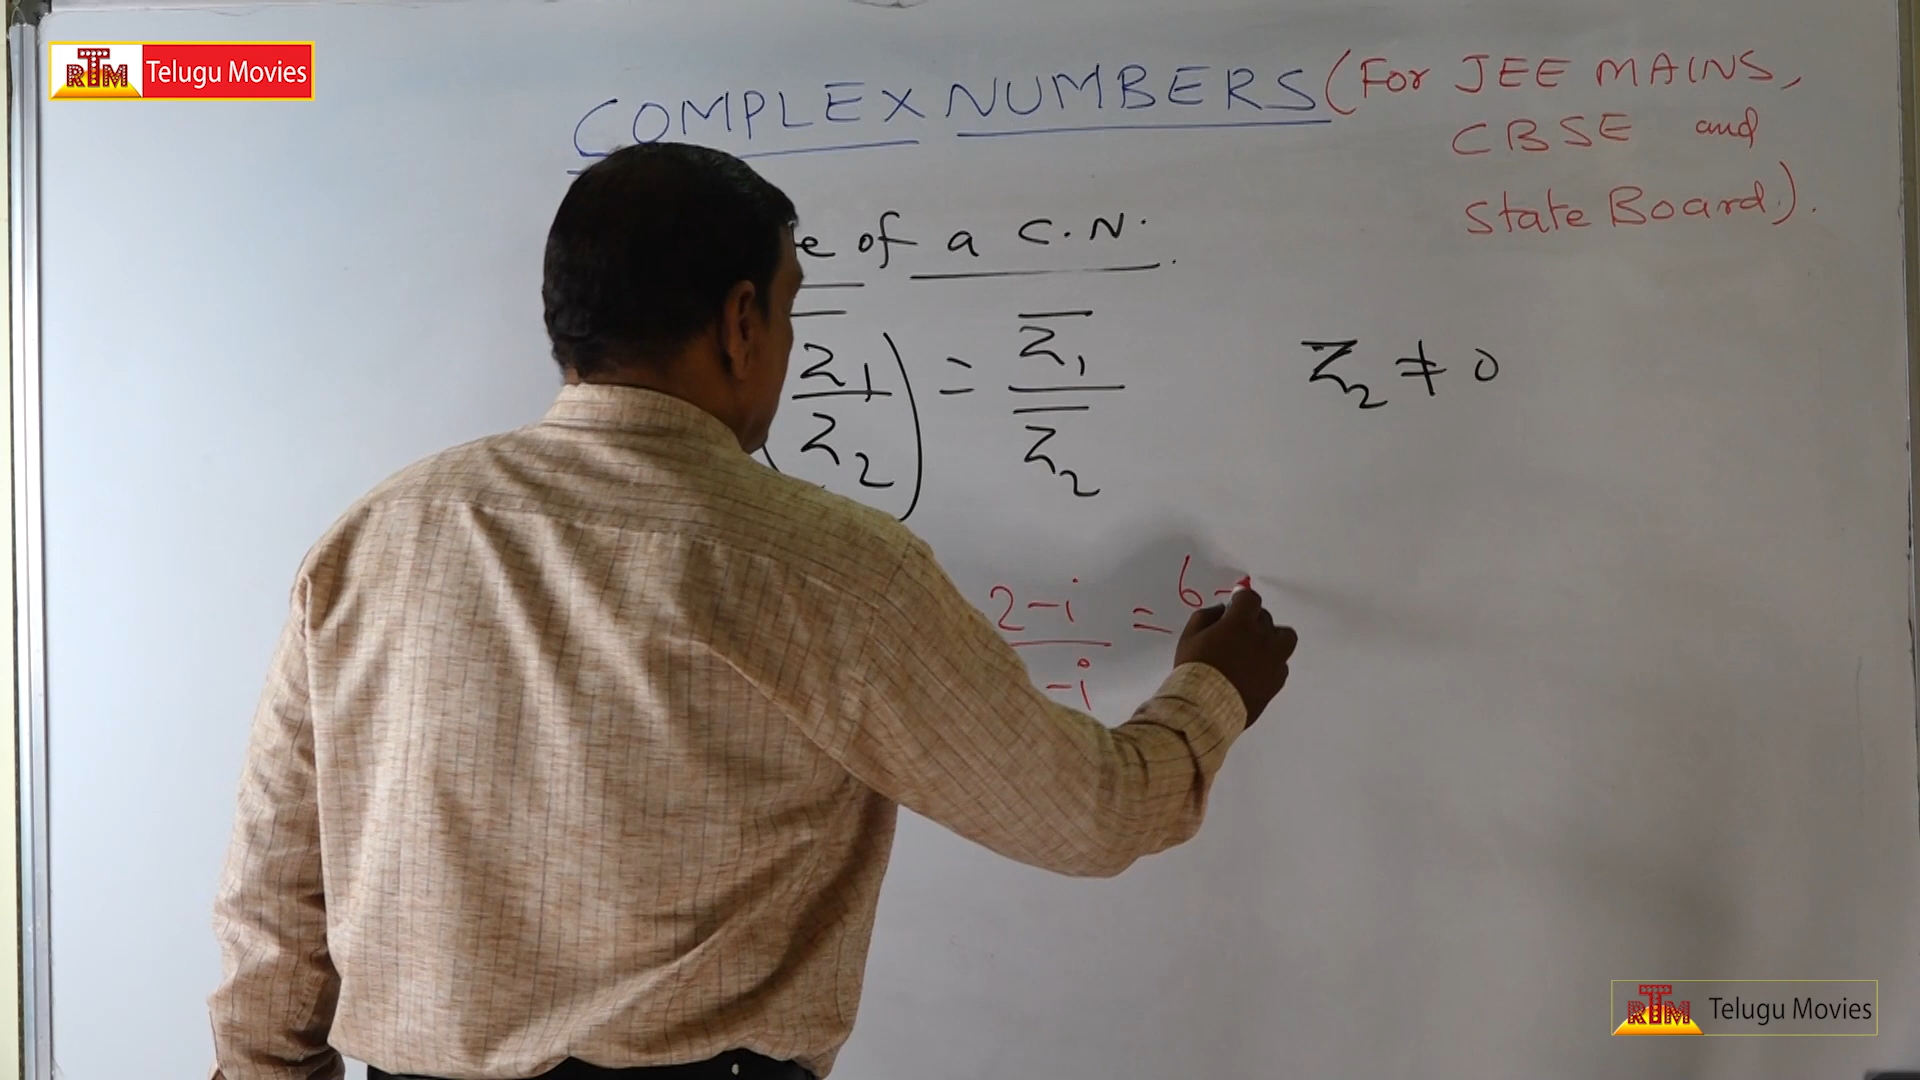 RTM Telugu Movies
COMPLEX NUMBERS (For JEE MAINS,
CBSE and
State Board).
of a C.N.
z₁/z₂) = z̅₁/z̅₂
z₂ ≠ 0
2-i / -i = 6-
RTM Telugu Movies